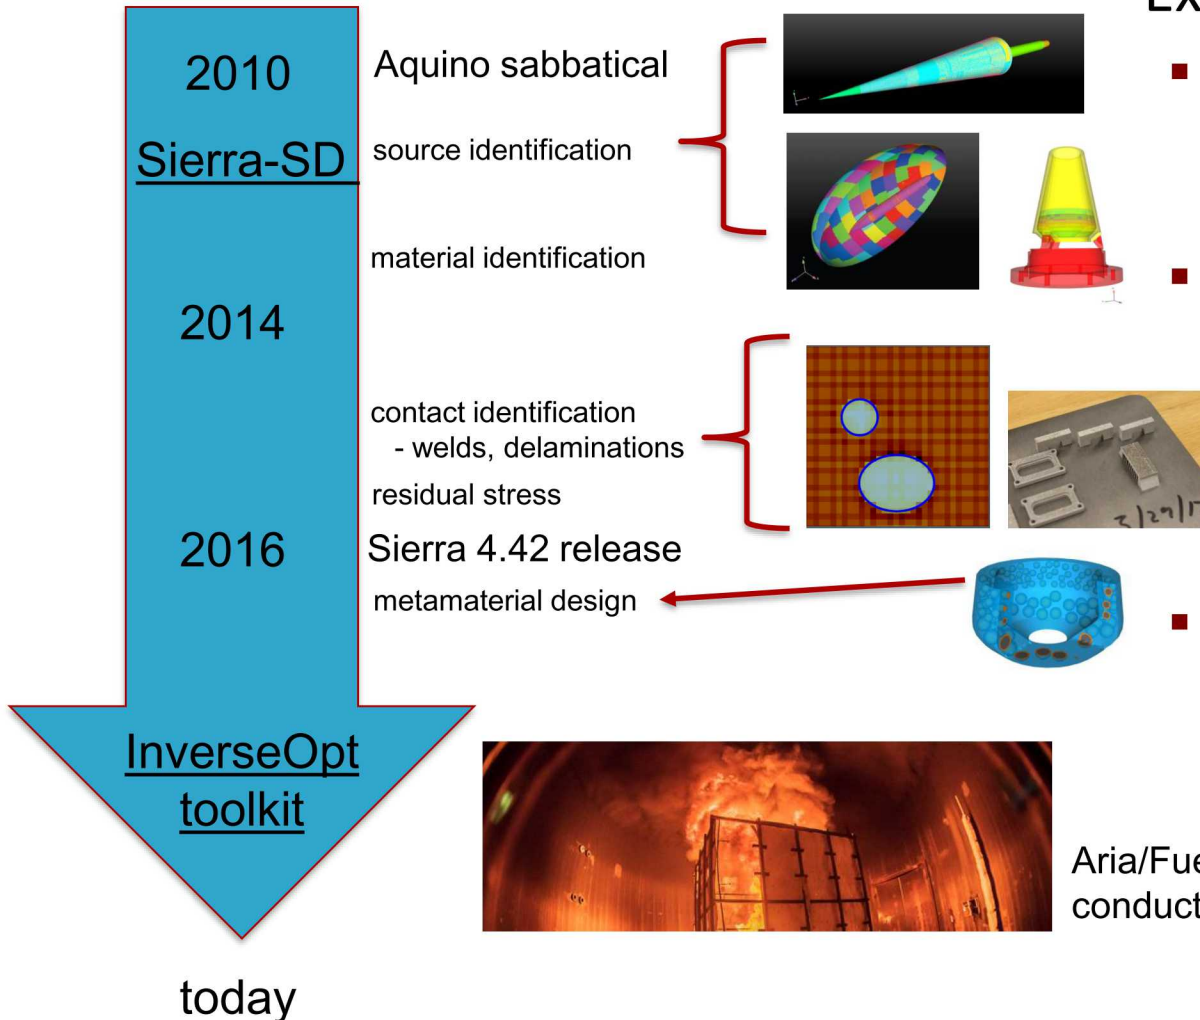 2010
Aquino sabbatical
Sierra-SD
source identification
material identification
2014
contact identification
- welds, delaminations
residual stress
2016
Sierra 4.42 release
metamaterial design
InverseOpt
toolkit
today